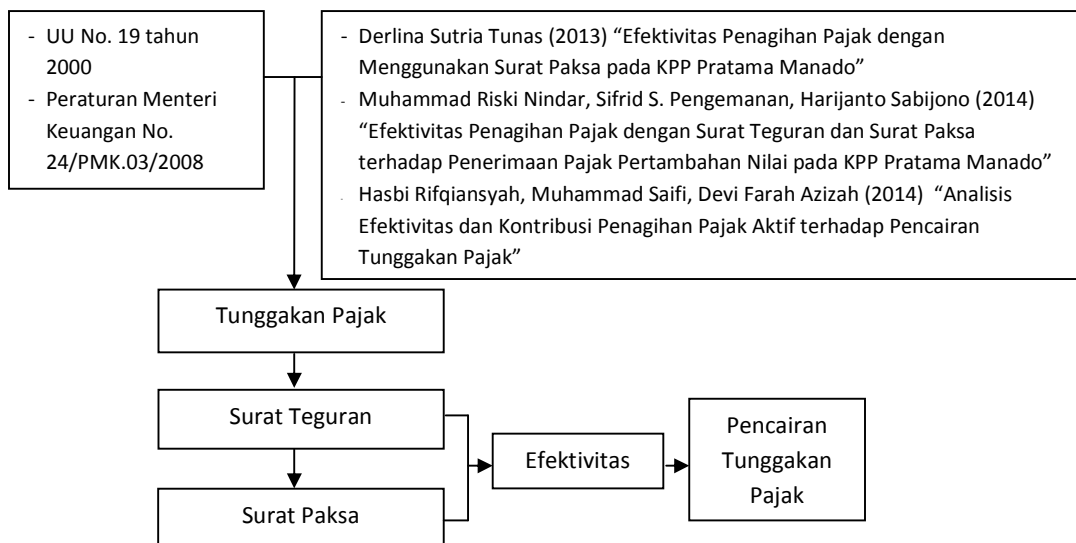 - UU No. 19 tahun
2000
- Peraturan Menteri
Keuangan No.
24/PMK.03/2008
- Derlina Sutria Tunas (2013) “Efektivitas Penagihan Pajak dengan
Menggunakan Surat Paksa pada KPP Pratama Manado”
- Muhammad Riski Nindar, Sifrid S. Pengemanan, Harijanto Sabijono (2014)
“Efektivitas Penagihan Pajak dengan Surat Teguran dan Surat Paksa
terhadap Penerimaan Pajak Pertambahan Nilai pada KPP Pratama Manado”
- Hasbi Rifqiansyah, Muhammad Saifi, Devi Farah Azizah (2014) “Analisis
Efektivitas dan Kontribusi Penagihan Pajak Aktif terhadap Pencairan
Tunggakan Pajak”
Tunggakan Pajak
Surat Teguran
Surat Paksa
Efektivitas
Pencairan
Tunggakan
Pajak